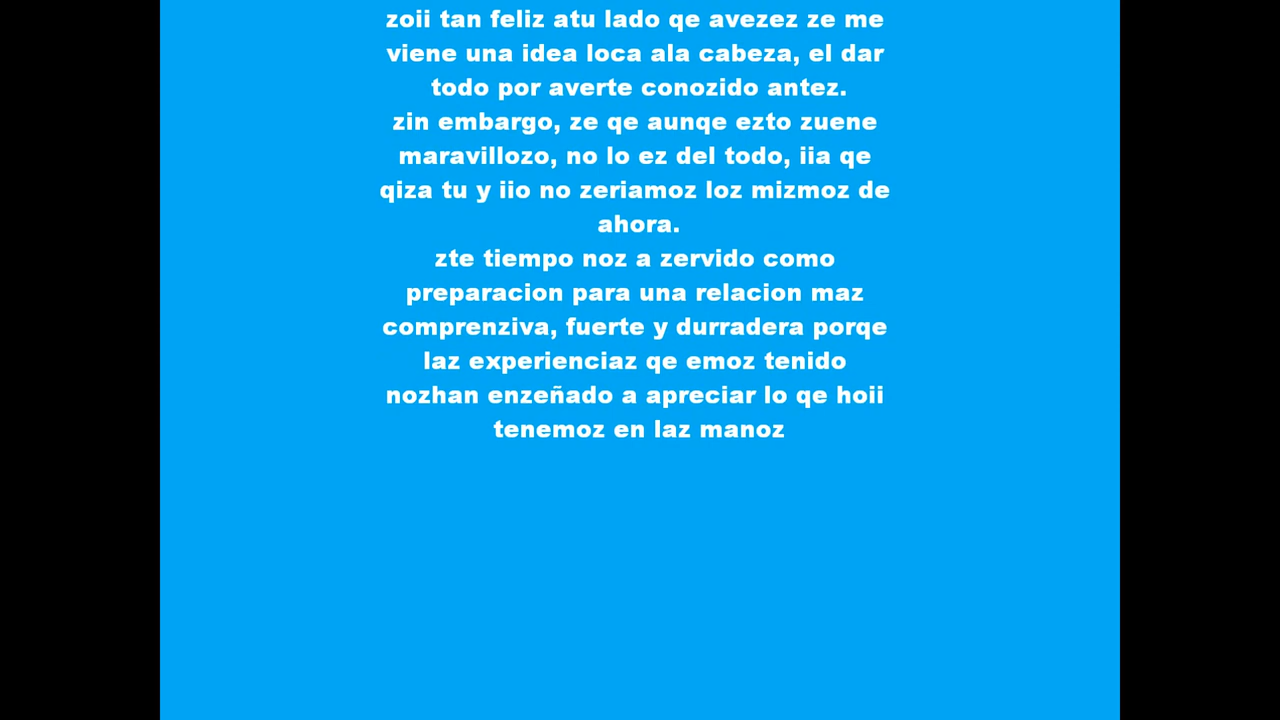 zoii tan feliz atu lado qe avezez ze me
viene una idea loca ala cabeza, el dar
todo por averte conozido antez.
zin embargo, ze qe aunqe ezto zuene
maravillozo, no lo ez del todo, iia qe
qiza tu y iio no zeriamoz loz mizmoz de
ahora.
zte tiempo noz a zervido como
preparacion para una relacion maz
comprenziva, fuerte y durradera porqe
laz experienciaz qe emoz tenido
nozhan enzeñado a apreciar lo qe hoii
tenemoz en laz manoz